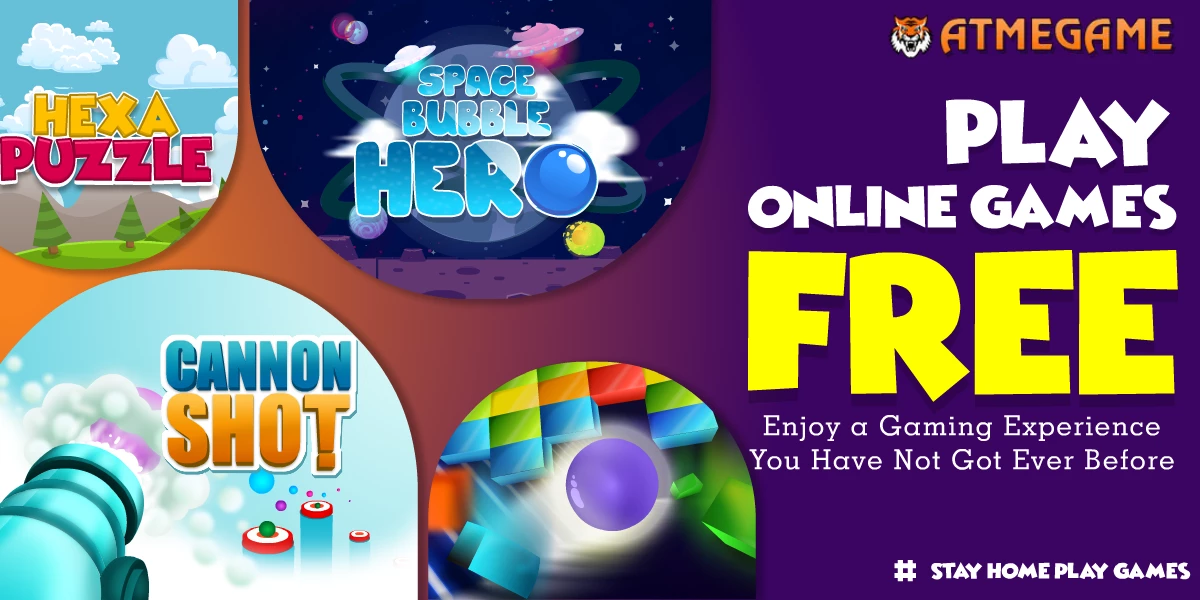 HEXA
PUZZLE
SPACE
BUBBLE
HERO
CANNON
SHOT
ATMEGAME
PLAY
ONLINE GAMES
FREE
Enjoy a Gaming Experience
You Have Not Got Ever Before
# STAY HOME PLAY GAMES